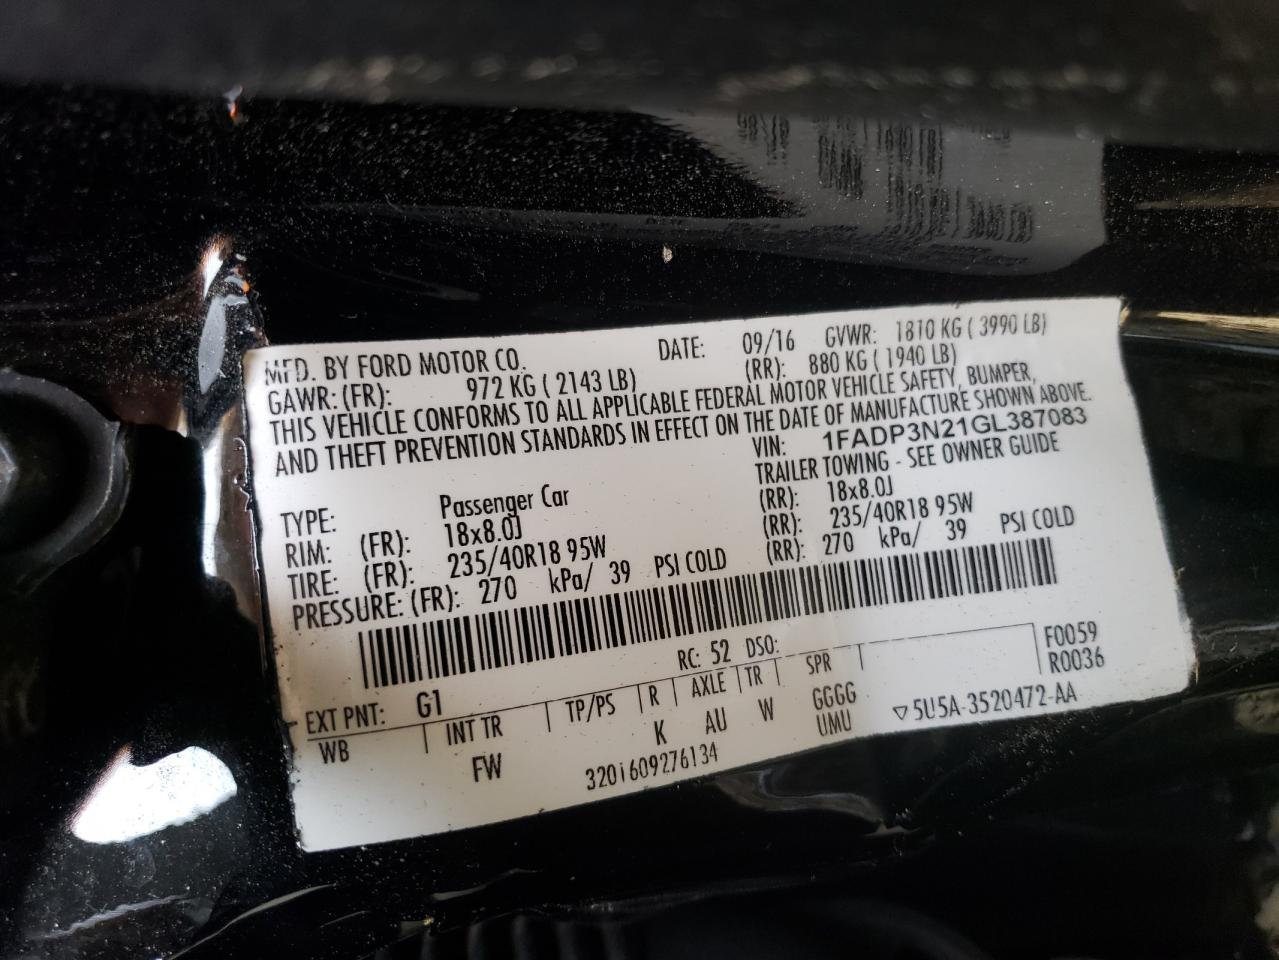 MFD. BY FORD MOTOR CO. DATE: 09/16 GVWR: 1810 KG ( 3990 LB)
GAWR: (FR): 972 KG ( 2143 LB) (RR): 880 KG ( 1940 LB)
THIS VEHICLE CONFORMS TO ALL APPLICABLE FEDERAL MOTOR VEHICLE SAFETY, BUMPER,
AND THEFT PREVENTION STANDARDS IN EFFECT ON THE DATE OF MANUFACTURE SHOWN ABOVE.
VIN: 1FADP3N21GL387083
TYPE: Passenger Car TRAILER TOWING - SEE OWNER GUIDE
RIM: (FR): 18x8.0J (RR): 18x8.0J
TIRE: (FR): 235/40R18 95W (RR): 235/40R18 95W
PRESSURE: (FR): 270 kPa/ 39 PSI COLD (RR): 270 kPa/ 39 PSI COLD
EXT PNT: G1 RC: 52 DSO: F0059
WB INT TR TP/PS R AXLE TR SPR R0036
FW K AU W GGGG
UMU 5U5A-3520472-AA
320i609276134